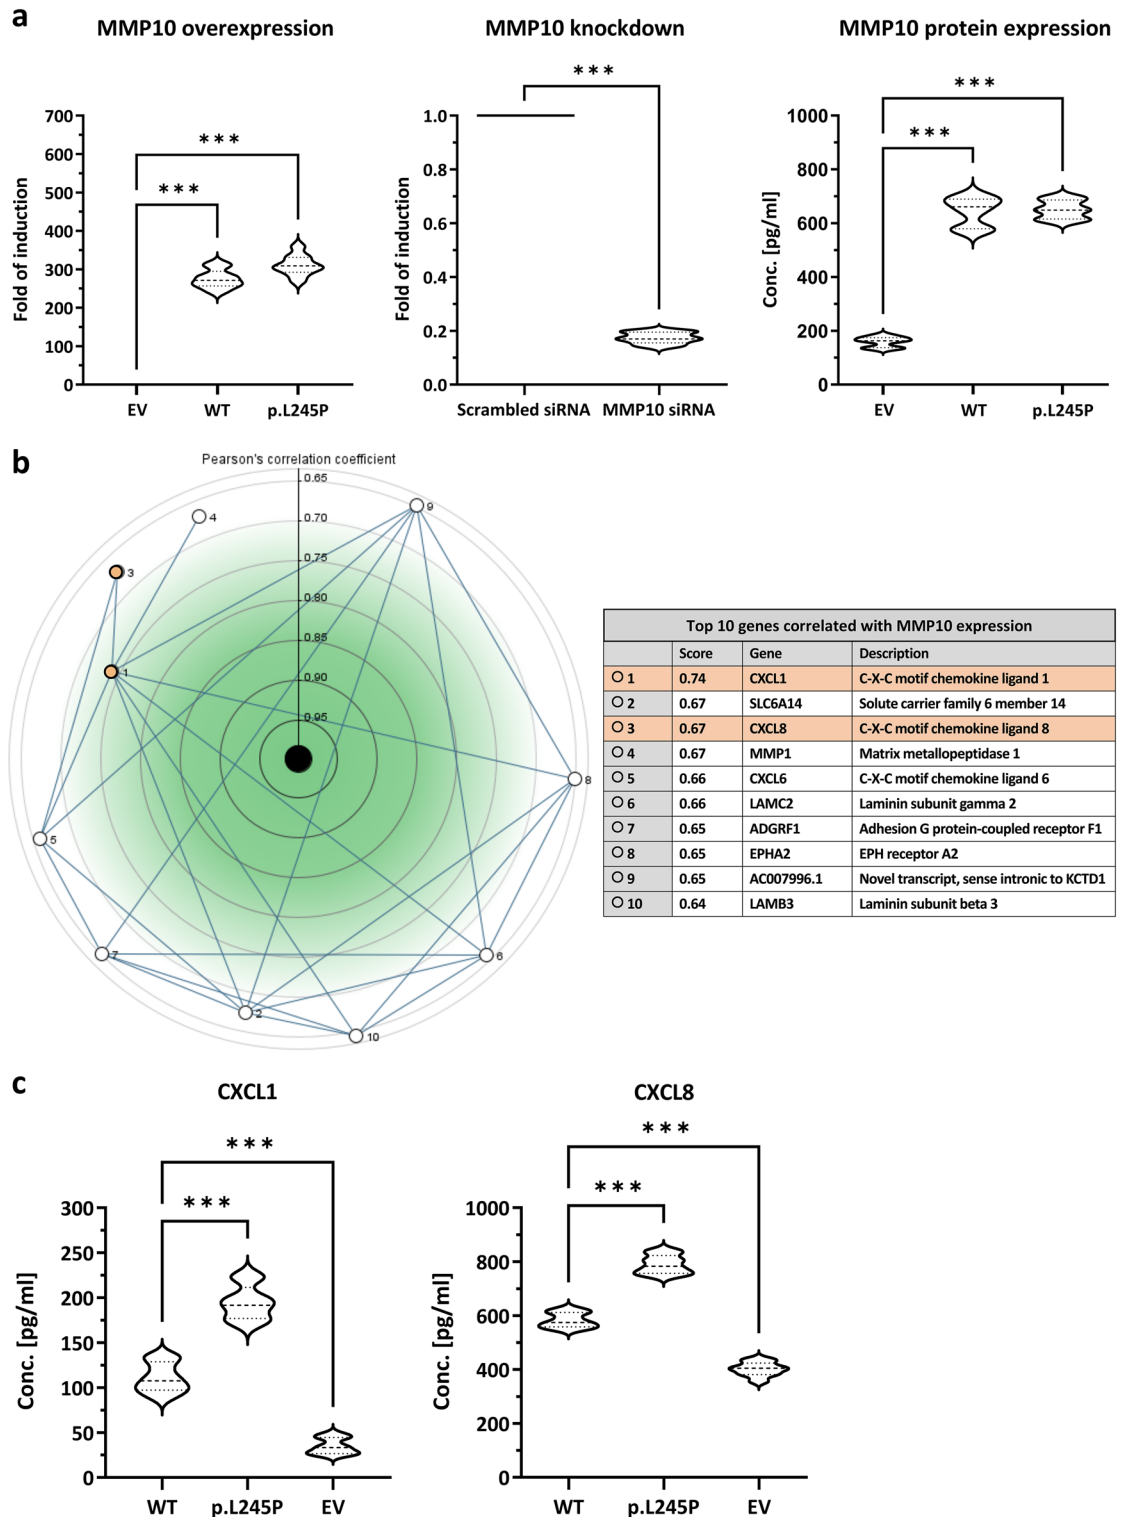 a
MMP10 overexpression
MMP10 knockdown
MMP10 protein expression
Fold of induction
700
600
500
400
300
200
100
0
***
***
EV
WT
p.L245P
Fold of induction
1.0
0.8
0.6
0.4
0.2
0.0
***
Scrambled siRNA
MMP10 siRNA
Conc. [pg/ml]
1000
800
600
400
200
0
***
***
EV
WT
p.L245P
b
Pearson's correlation coefficient
0.65
0.70
0.75
0.80
0.85
0.90
0.95
9
4
3
1
8
5
7
6
2
10
Top 10 genes correlated with MMP10 expression
Score Gene Description
1 0.74 CXCL1 C-X-C motif chemokine ligand 1
2 0.67 SLC6A14 Solute carrier family 6 member 14
3 0.67 CXCL8 C-X-C motif chemokine ligand 8
4 0.67 MMP1 Matrix metallopeptidase 1
5 0.66 CXCL6 C-X-C motif chemokine ligand 6
6 0.66 LAMC2 Laminin subunit gamma 2
7 0.65 ADGRF1 Adhesion G protein-coupled receptor F1
8 0.65 EPHA2 EPH receptor A2
9 0.65 AC007996.1 Novel transcript, sense intronic to KCTD1
10 0.64 LAMB3 Laminin subunit beta 3
c
CXCL1
CXCL8
Conc. [pg/ml]
300
250
200
150
100
50
0
***
***
WT
p.L245P
EV
Conc. [pg/ml]
1000
800
600
400
200
0
***
***
WT
p.L245P
EV